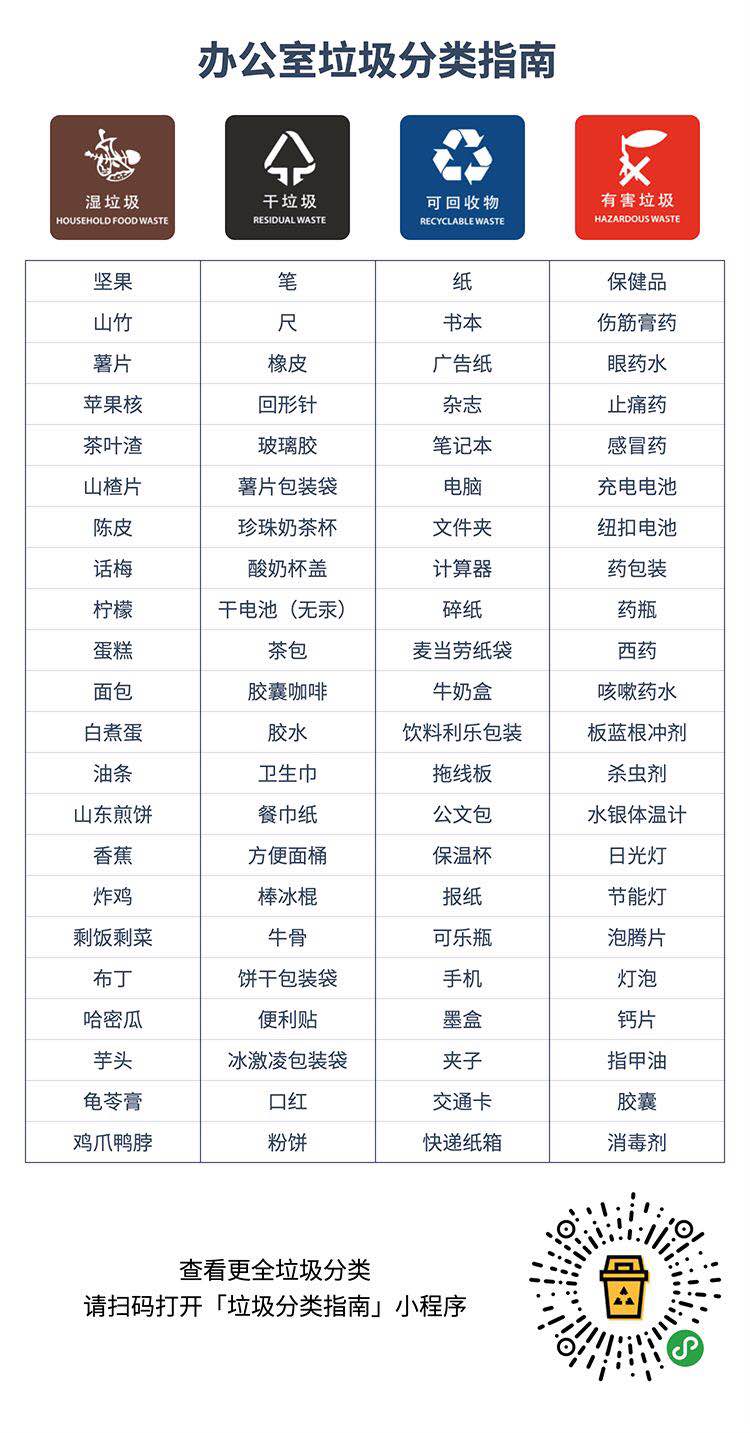 办公室垃圾分类指南
湿垃圾 干垃圾 可回收物 有害垃圾
HOUSEHOLD FOOD WASTE RESIDUAL WASTE RECYCLABLE WASTE HAZARDOUS WASTE
坚果 笔 纸 保健品
山竹 尺 书本 伤筋膏药
薯片 橡皮 广告纸 眼药水
苹果核 回形针 杂志 止痛药
茶叶渣 玻璃胶 笔记本 感冒药
山楂片 薯片包装袋 电脑 充电电池
陈皮 珍珠奶茶杯 文件夹 纽扣电池
话梅 酸奶杯盖 计算器 药包装
柠檬 干电池（无汞） 碎纸 药瓶
蛋糕 茶包 麦当劳纸袋 西药
面包 胶囊咖啡 牛奶盒 咳嗽药水
白煮蛋 胶水 饮料利乐包装 板蓝根冲剂
油条 卫生巾 拖线板 杀虫剂
山东煎饼 餐巾纸 公文包 水银体温计
香蕉 方便面桶 保温杯 日光灯
炸鸡 棒冰棍 报纸 节能灯
剩饭剩菜 牛骨 可乐瓶 泡腾片
布丁 饼干包装袋 手机 灯泡
哈密瓜 便利贴 墨盒 钙片
芋头 冰激凌包装袋 夹子 指甲油
龟苓膏 口红 交通卡 胶囊
鸡爪鸭脖 粉饼 快递纸箱 消毒剂
查看更全垃圾分类
请扫码打开「垃圾分类指南」小程序